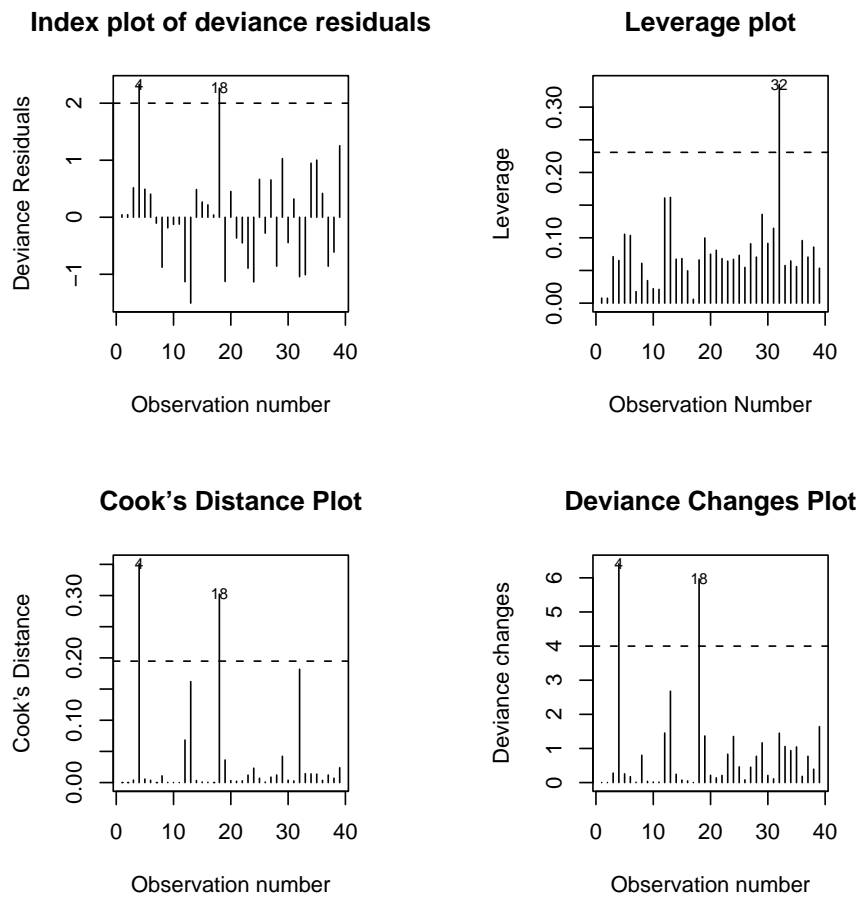 Index plot of deviance residuals
4
18
2
1
0
−1
Deviance Residuals
0 10 20 30 40
Observation number
Leverage plot
32
0.30
0.20
0.10
0.00
Leverage
0 10 20 30 40
Observation Number
Cook's Distance Plot
4
18
0.30
0.20
0.10
0.00
Cook's Distance
0 10 20 30 40
Observation number
Deviance Changes Plot
4
18
6
5
4
3
2
1
0
Deviance changes
0 10 20 30 40
Observation number